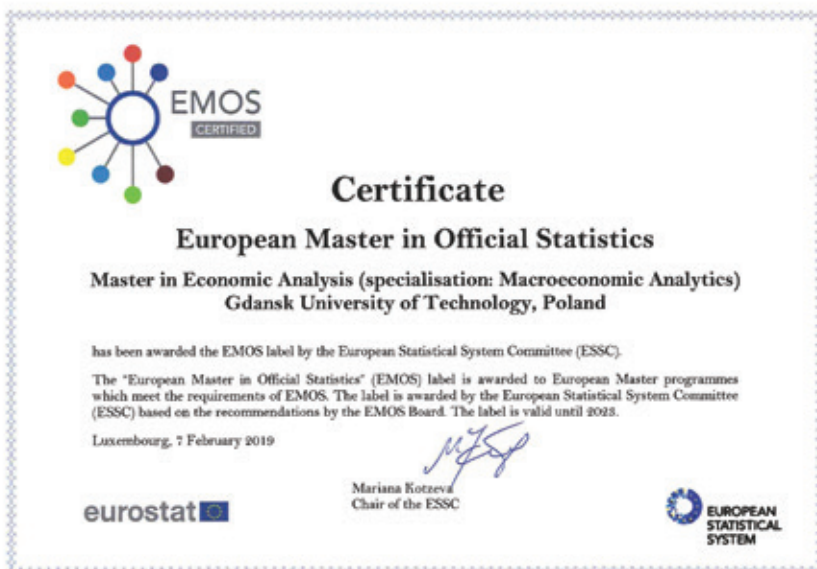 EMOS
CERTIFIED
Certificate
European Master in Official Statistics
Master in Economic Analysis (specialisation: Macroeconomic Analytics)
Gdansk University of Technology, Poland
has been awarded the EMOS label by the European Statistical System Committee (ESSC).
The "European Master in Official Statistics" (EMOS) label is awarded to European Master programmes
which meet the requirements of EMOS. The label is awarded by the European Statistical System Committee
(ESSC) based on the recommendations by the EMOS Board. The label is valid until 2023.
Luxembourg, 7 February 2019
Mariana Kotzeva
Chair of the ESSC
eurostat
EUROPEAN
STATISTICAL
SYSTEM